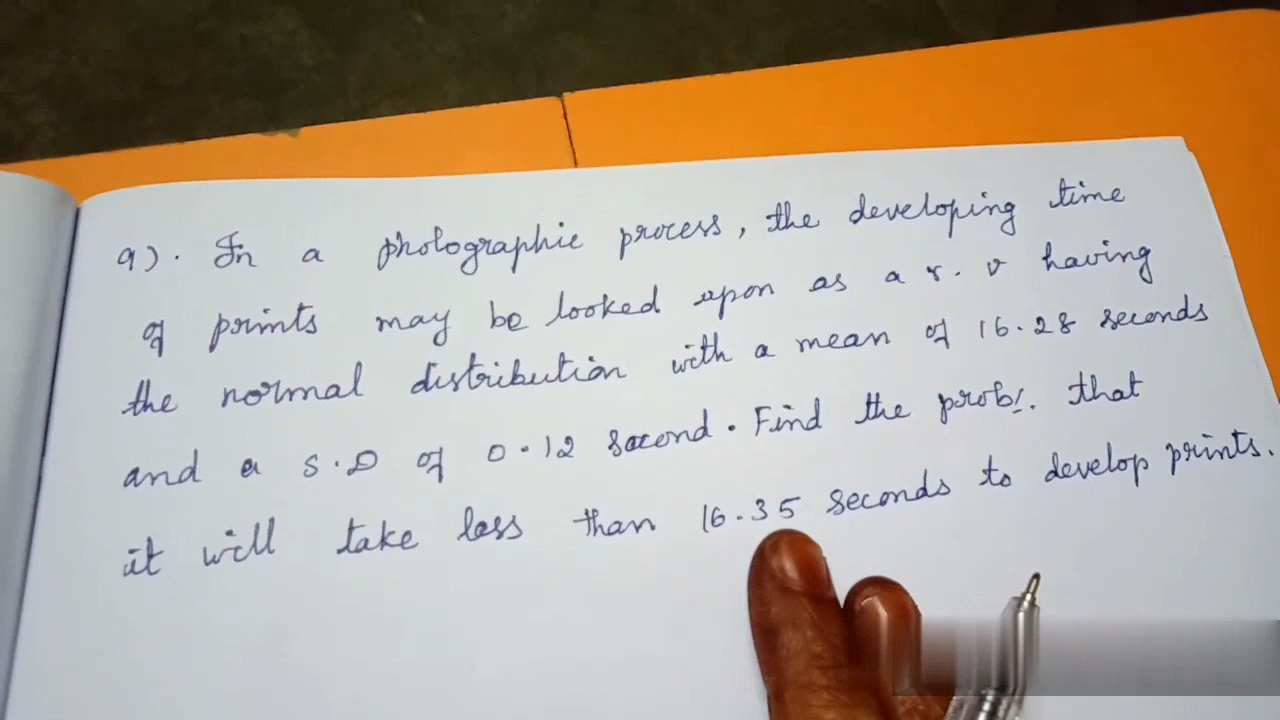 9). In a photographic process, the developing time
of prints may be looked upon as a r.v having
the normal distribution with a mean of 16.28 seconds
and a S.D of 0.12 second. Find the prob!. that
it will take less than 16.35 seconds to develop prints.